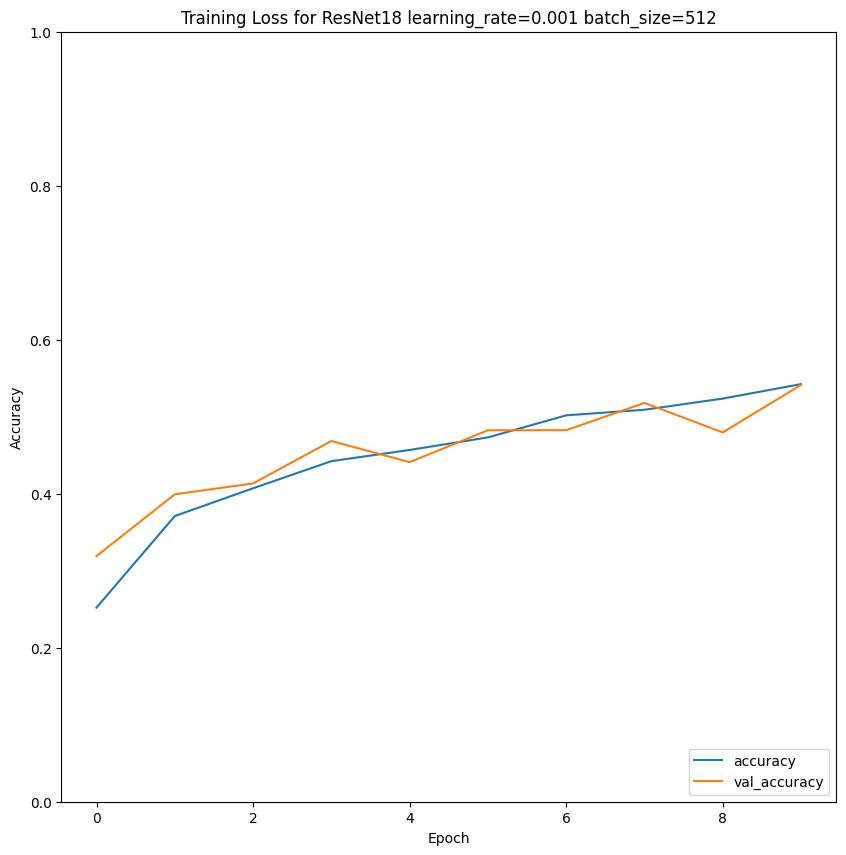 Training Loss for ResNet18 learning_rate=0.001 batch_size=512
1.0
0.8
0.6
0.4
0.2
0.0
Accuracy
0 2 4 6 8
Epoch
accuracy
val_accuracy